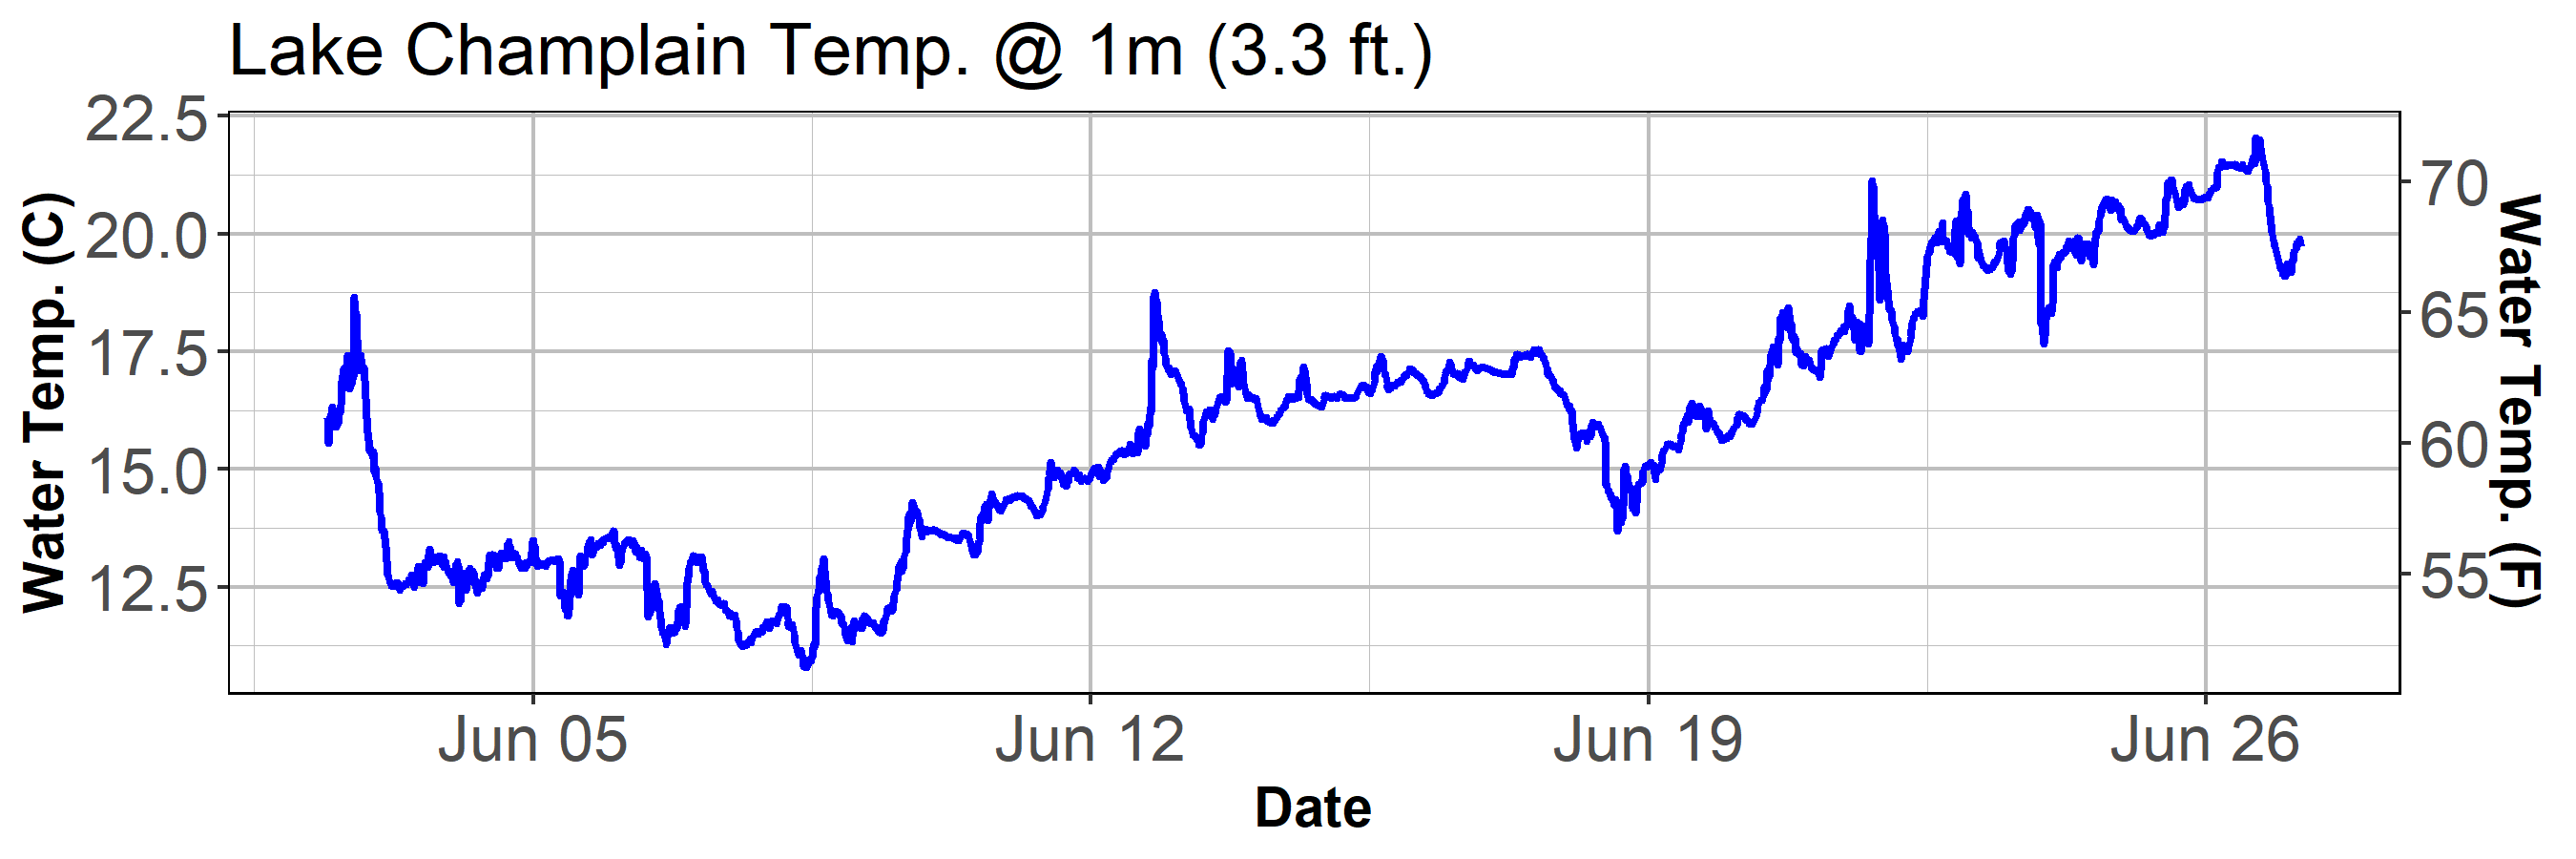 Lake Champlain Temp. @ 1m (3.3 ft.)
Water Temp. (C)
22.5
20.0
17.5
15.0
12.5
70
65
60
55
Water Temp. (F)
Jun 05
Jun 12
Jun 19
Jun 26
Date